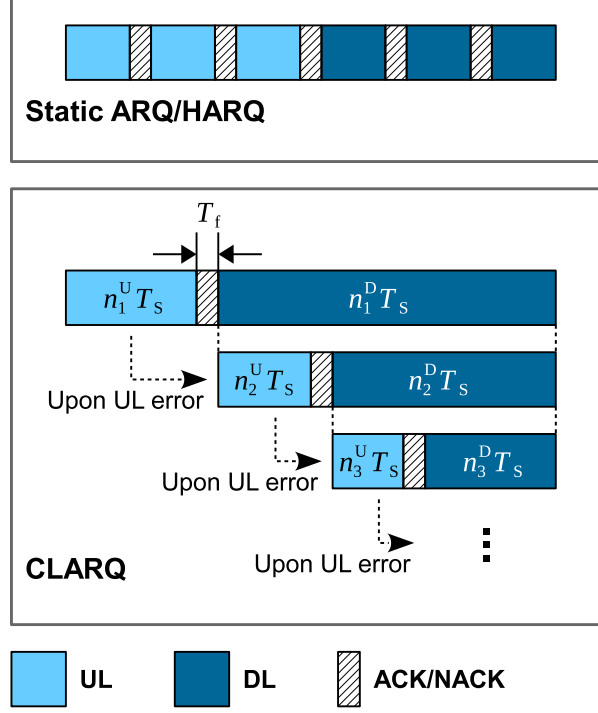 Static ARQ/HARQ
T_f
n_1^U T_S
n_1^D T_S
Upon UL error
n_2^U T_S
n_2^D T_S
Upon UL error
n_3^U T_S
n_3^D T_S
Upon UL error
CLARQ
UL
DL
ACK/NACK